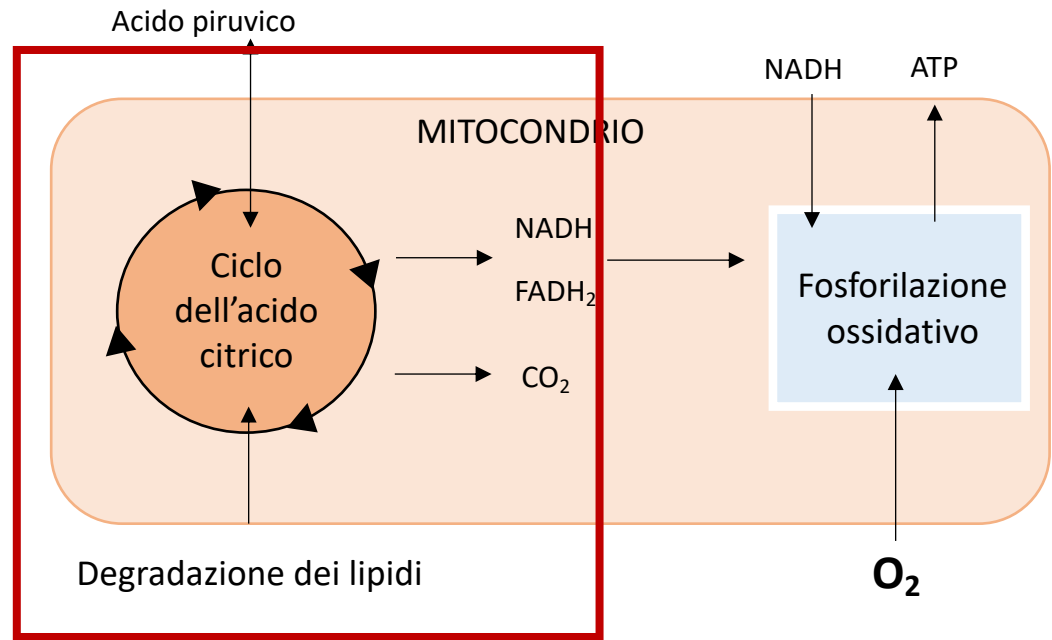 Acido piruvico
NADH
ATP
MITOCONDRIO
Ciclo
dell’acido
citrico
NADH
FADH₂
CO₂
Fosforilazione
ossidativo
Degradazione dei lipidi
O₂